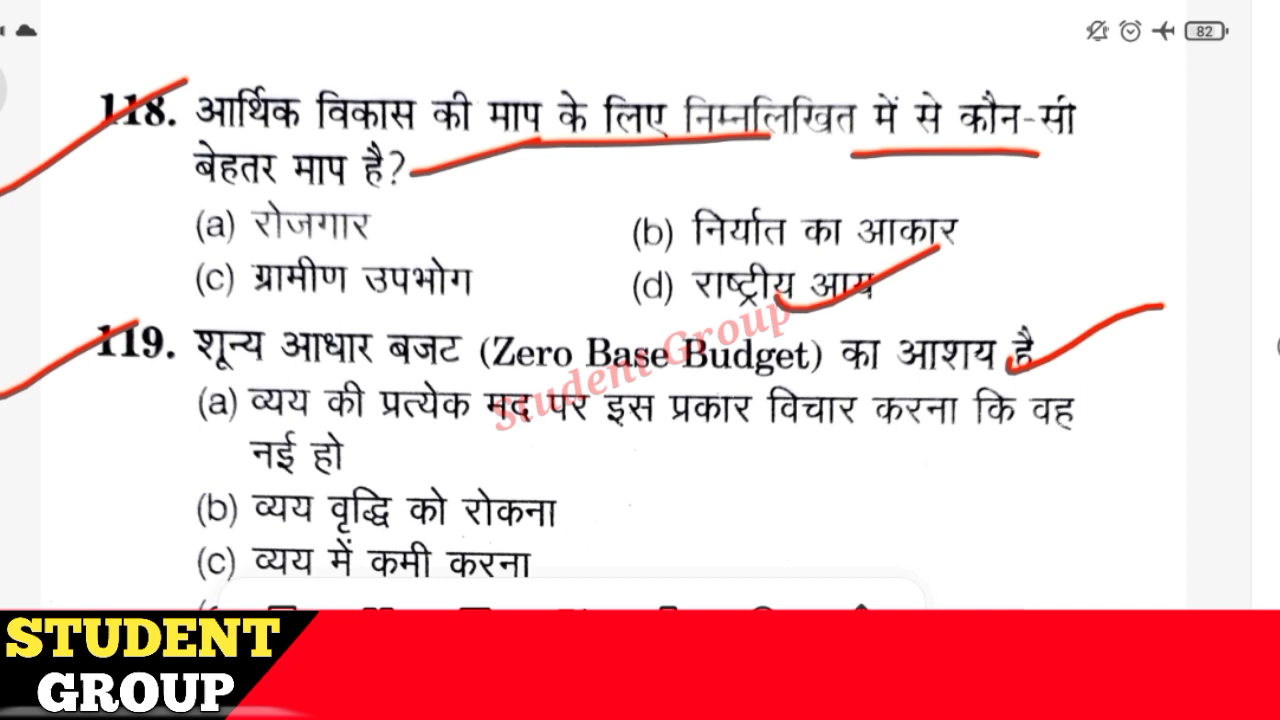 82
118. आर्थिक विकास की माप के लिए निम्नलिखित में से कौन-सी
बेहतर माप है?
(a) रोजगार (b) निर्यात का आकार
(c) ग्रामीण उपभोग (d) राष्ट्रीय आय
119. शून्य आधार बजट (Zero Base Budget) का आशय है
Student Group
(a) व्यय की प्रत्येक मद पर इस प्रकार विचार करना कि वह
नई हो
(b) व्यय वृद्धि को रोकना
(c) व्यय में कमी करना
STUDENT
GROUP